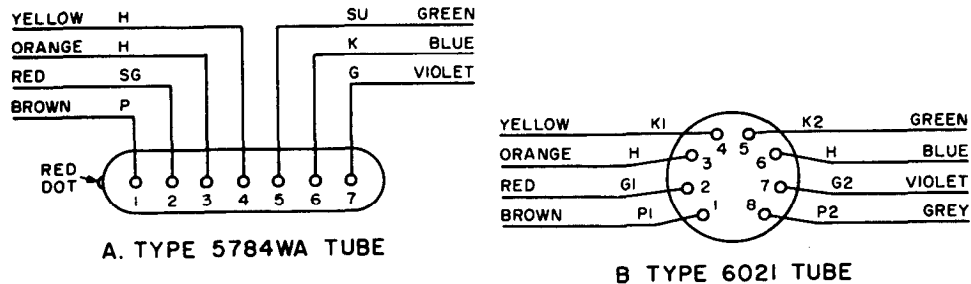 YELLOW H
ORANGE H
RED SG
BROWN P
SU GREEN
K BLUE
G VIOLET
RED
DOT
1 2 3 4 5 6 7
A. TYPE 5784WA TUBE
YELLOW K1
ORANGE H
RED G1
BROWN P1
4 5
3 6
2 7
1 8
K2 GREEN
H BLUE
G2 VIOLET
P2 GREY
B TYPE 6021 TUBE